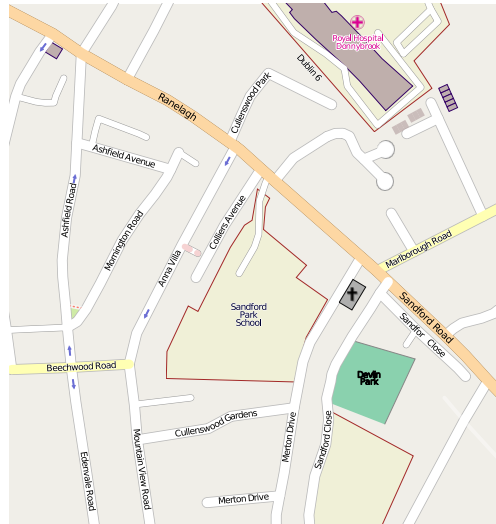 Royal Hospital
Donnybrook
Dublin 6
Ranelagh
Cullenswood Park
Ashfield Avenue
Ashfield Road
Mornington Road
Colliers Avenue
Anna Villa
Marlborough Road
Sandford Road
Sandfor Close
Sandford
Park
School
Devlin
Park
Beechwood Road
Cullenswood Gardens
Merton Drive
Sandford Close
Mountain View Road
Edenvale Road
Merton Drive